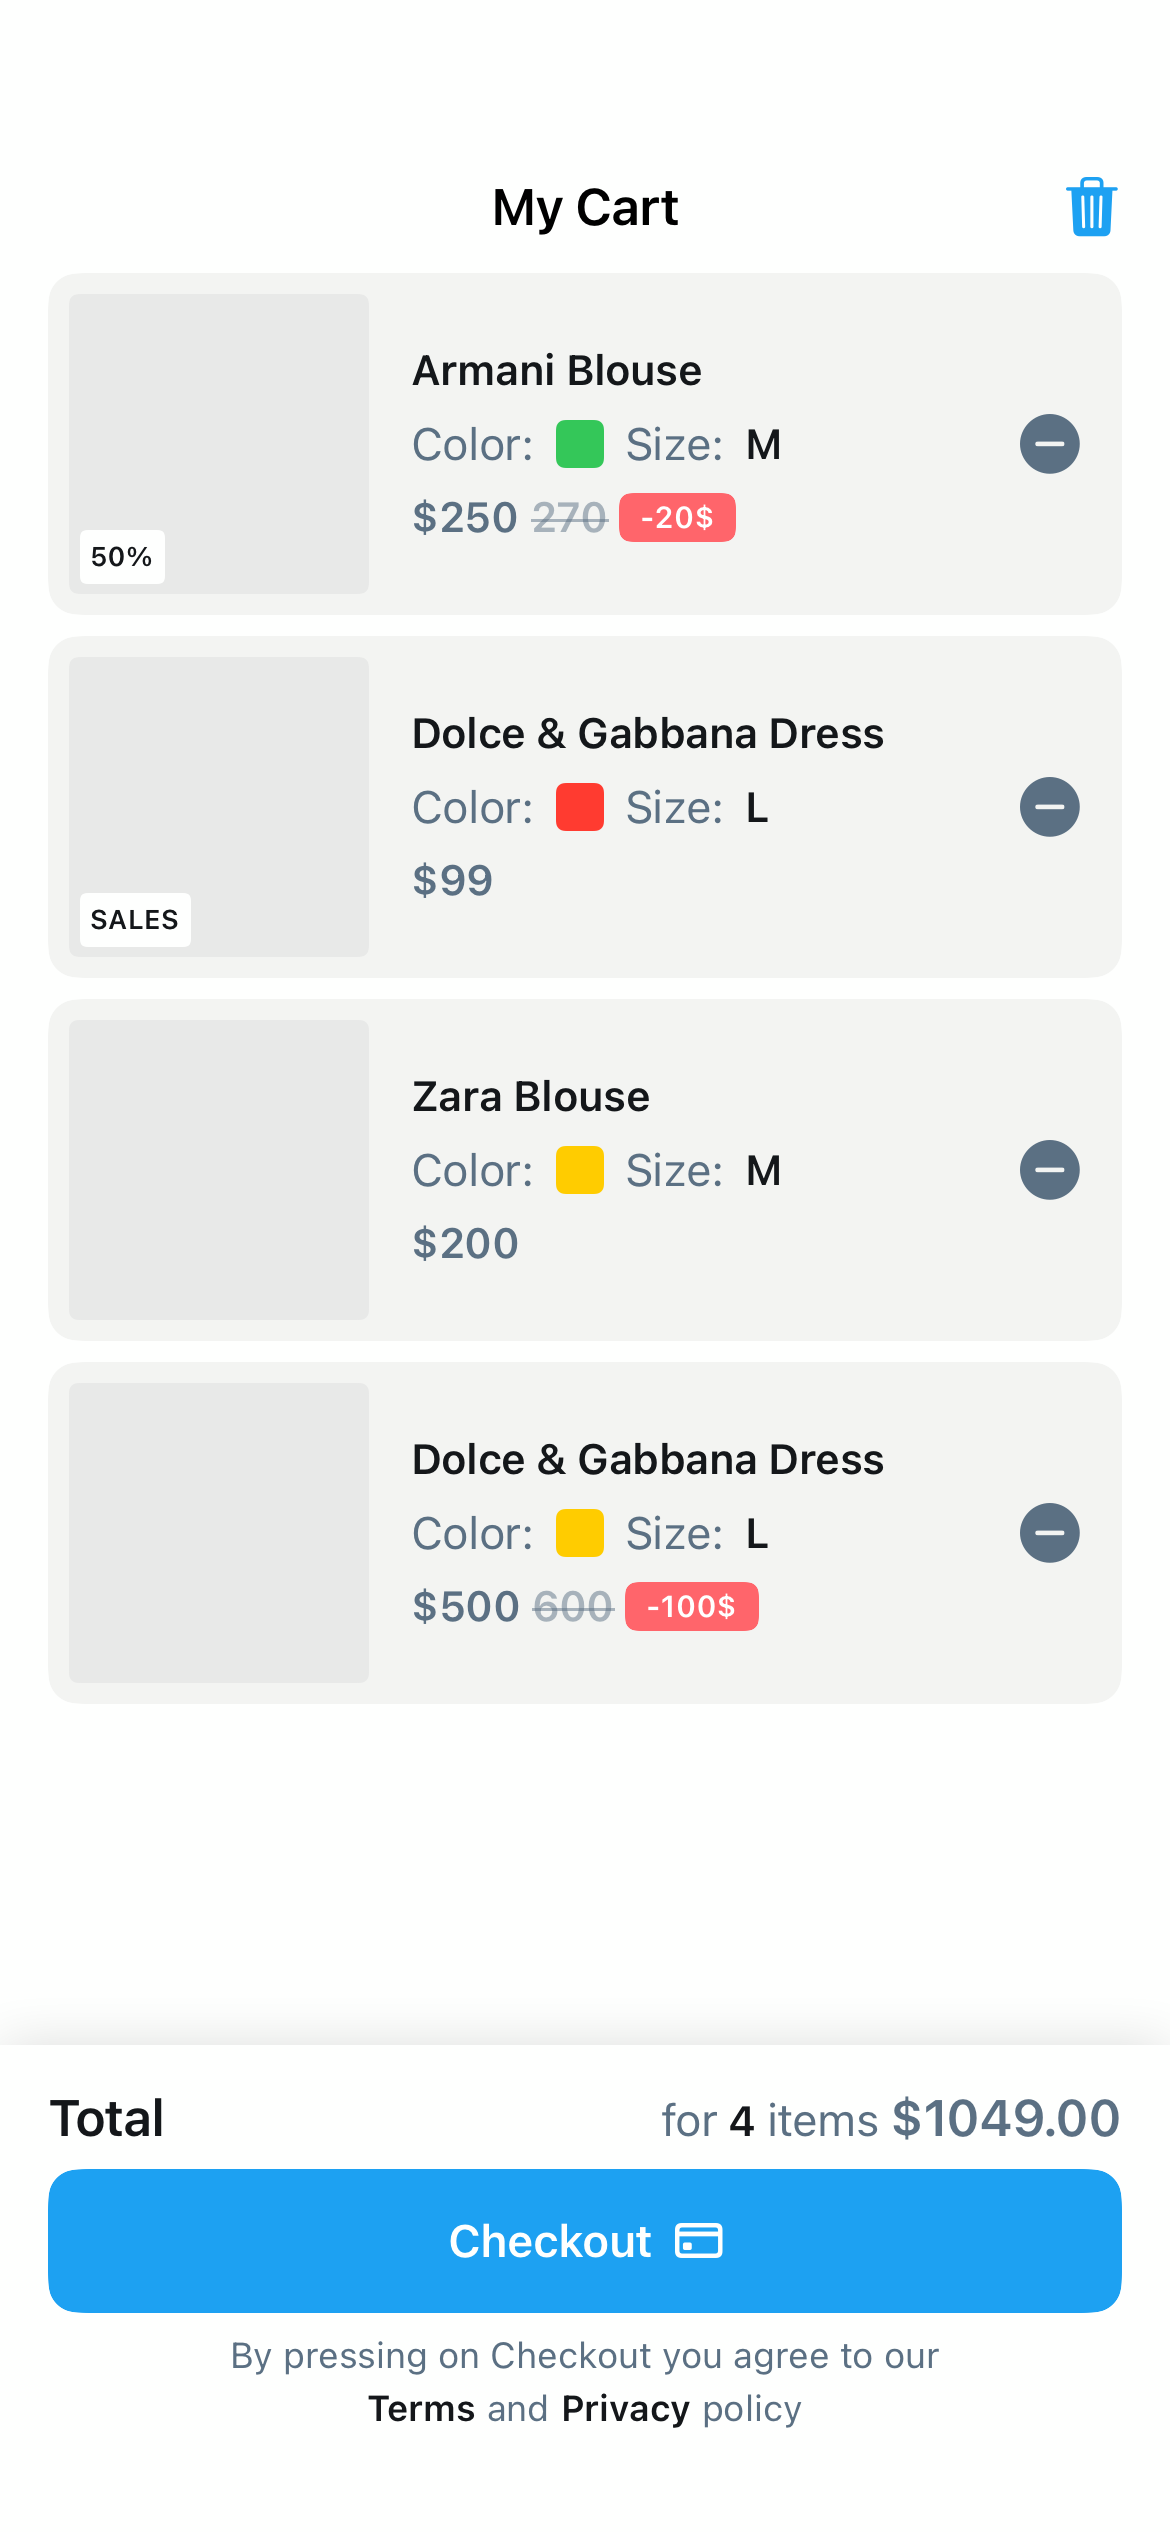 My Cart
Armani Blouse
Color: Size: M
$250 270 -20$
50%
Dolce & Gabbana Dress
Color: Size: L
$99
SALES
Zara Blouse
Color: Size: M
$200
Dolce & Gabbana Dress
Color: Size: L
$500 600 -100$
Total for 4 items $1049.00
Checkout
By pressing on Checkout you agree to our
Terms and Privacy policy